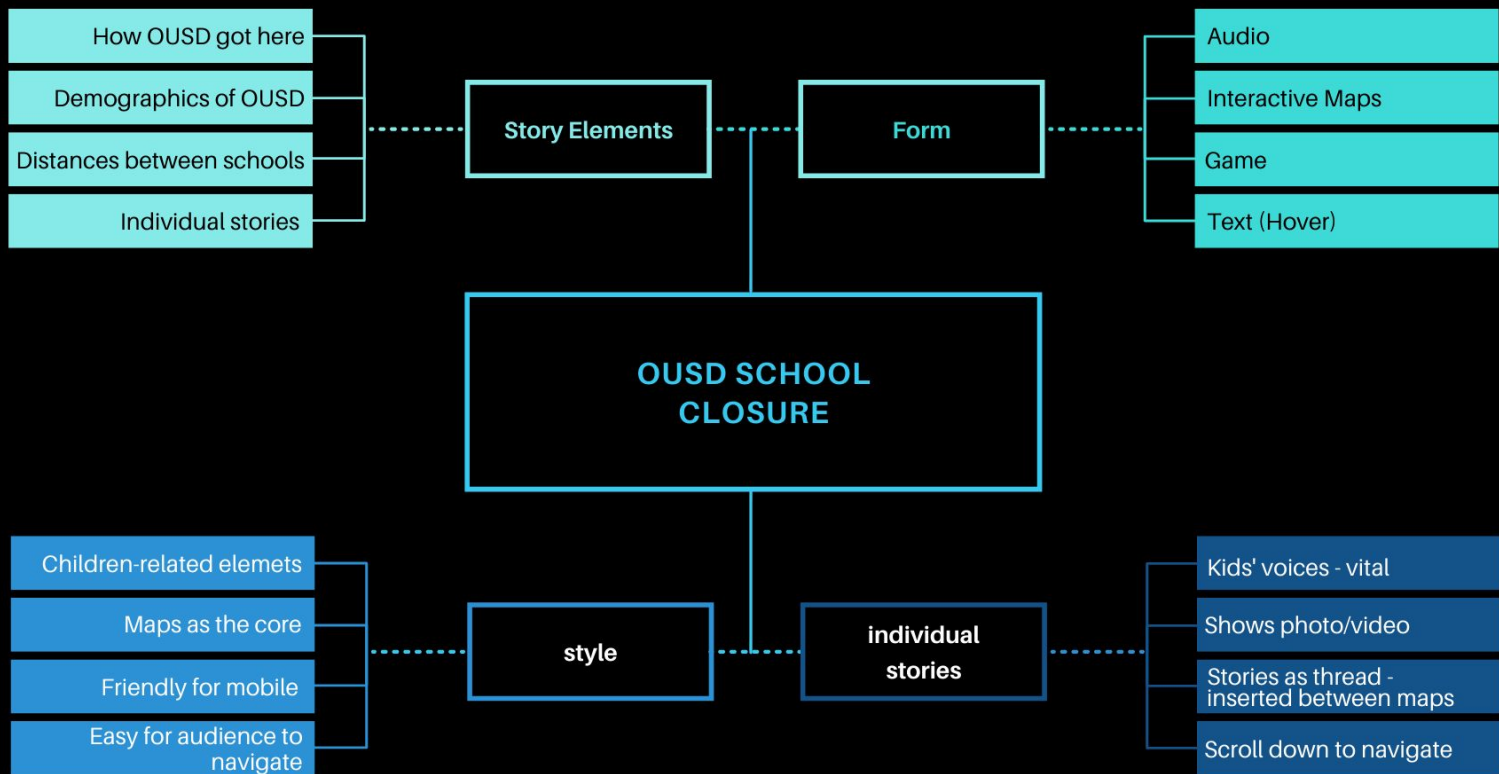 How OUSD got here
Demographics of OUSD
Distances between schools
Individual stories
Story Elements
Form
Audio
Interactive Maps
Game
Text (Hover)
OUSD SCHOOL
CLOSURE
Children-related elemets
Maps as the core
Friendly for mobile
Easy for audience to
navigate
style
individual
stories
Kids' voices - vital
Shows photo/video
Stories as thread -
inserted between maps
Scroll down to navigate